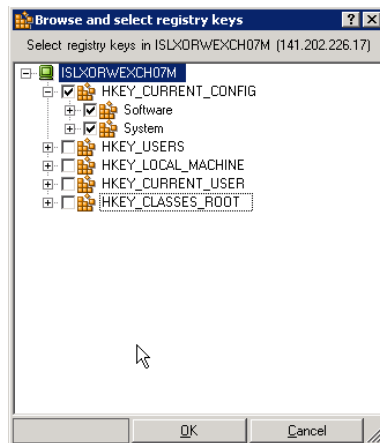 Browse and select registry keys
Select registry keys in ISLXORWEXCH07M (141.202.226.17)
ISLXORWEXCH07M
HKEY_CURRENT_CONFIG
Software
System
HKEY_USERS
HKEY_LOCAL_MACHINE
HKEY_CURRENT_USER
HKEY_CLASSES_ROOT
OK Cancel